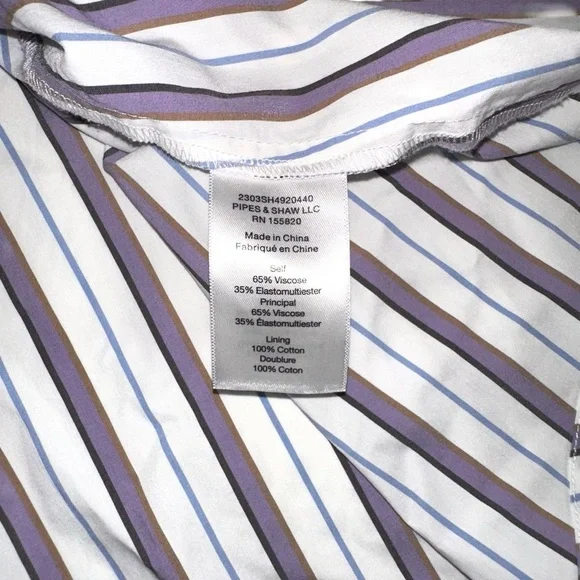 2303SH4920440
PIPES & SHAW LLC
RN 155820
Made in China
Fabriqué en Chine
Self
65% Viscose
35% Elastomultiester
Principal
65% Viscose
35% Élastomultiester
Lining
100% Cotton
Doublure
100% Coton